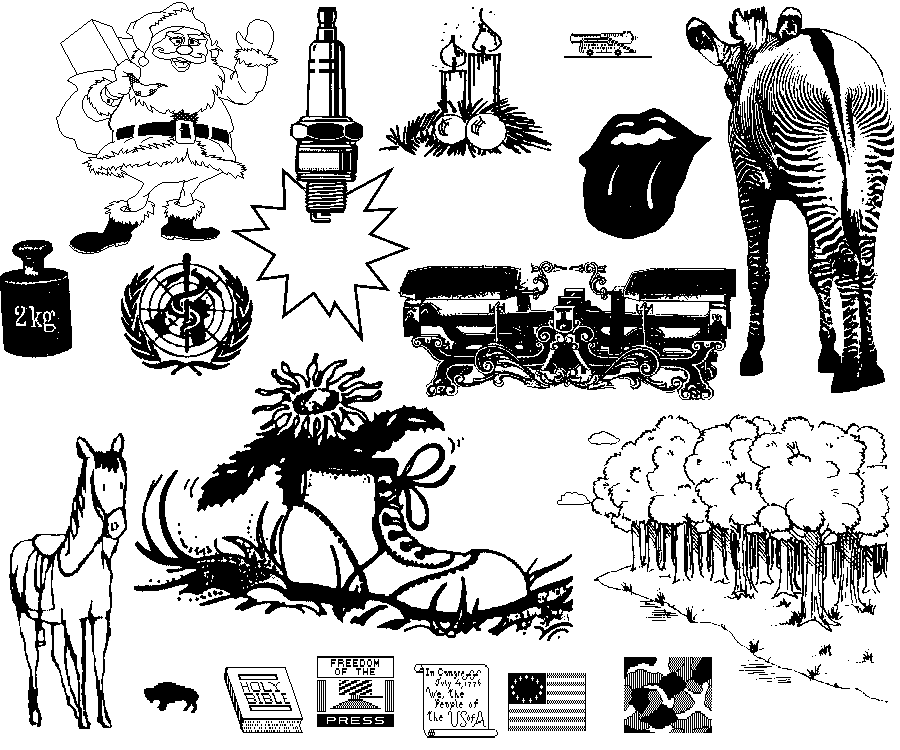 2kg
HOLY
BIBLE
FREEDOM
OF THE
PRESS
In Congress
July 4, 1776
We, the
People of
the USofA